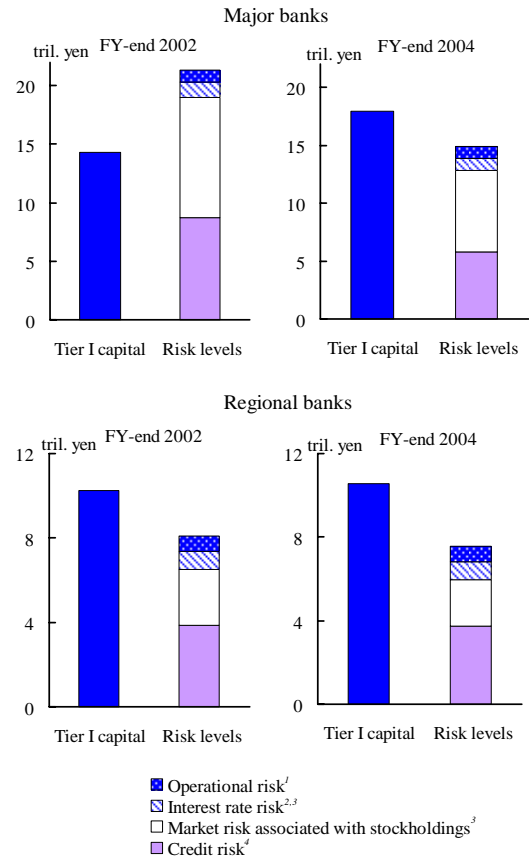 Major banks
tril. yen FY-end 2002
20
15
10
5
0
Tier I capital Risk levels
tril. yen FY-end 2004
20
15
10
5
0
Tier I capital Risk levels
Regional banks
tril. yen FY-end 2002
12
8
4
0
Tier I capital Risk levels
tril. yen FY-end 2004
12
8
4
0
Tier I capital Risk levels
Operational risk¹
Interest rate risk²,³
Market risk associated with stockholdings³
Credit risk⁴